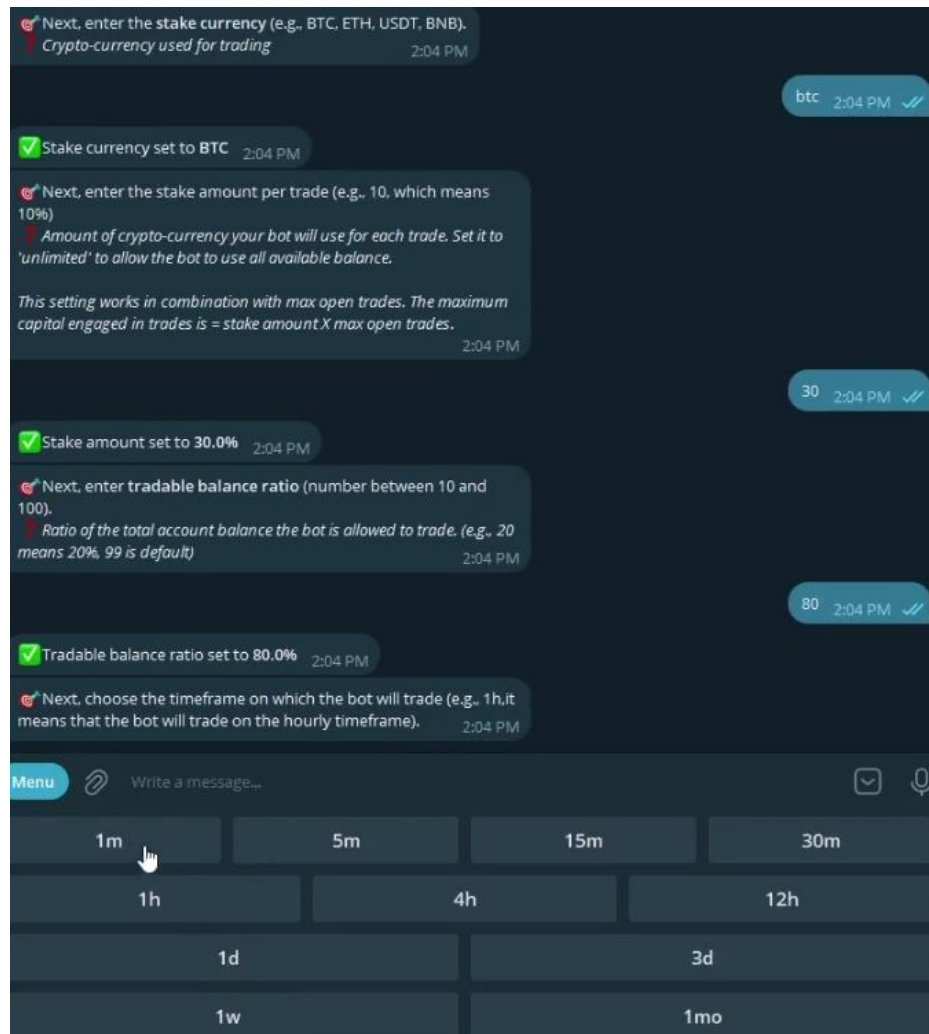 Next, enter the stake currency (e.g., BTC, ETH, USDT, BNB).
Crypto-currency used for trading
2:04 PM
btc 2:04 PM
Stake currency set to BTC 2:04 PM
Next, enter the stake amount per trade (e.g., 10, which means
10%)
Amount of crypto-currency your bot will use for each trade. Set it to
'unlimited' to allow the bot to use all available balance.
This setting works in combination with max open trades. The maximum
capital engaged in trades is = stake amount X max open trades.
2:04 PM
30 2:04 PM
Stake amount set to 30.0% 2:04 PM
Next, enter tradable balance ratio (number between 10 and
100).
Ratio of the total account balance the bot is allowed to trade. (e.g., 20
means 20%, 99 is default)
2:04 PM
80 2:04 PM
Tradable balance ratio set to 80.0% 2:04 PM
Next, choose the timeframe on which the bot will trade (e.g., 1h,it
means that the bot will trade on the hourly timeframe). 2:04 PM
Menu Write a message...
1m 5m 15m 30m
1h 4h 12h
1d 3d
1w 1mo